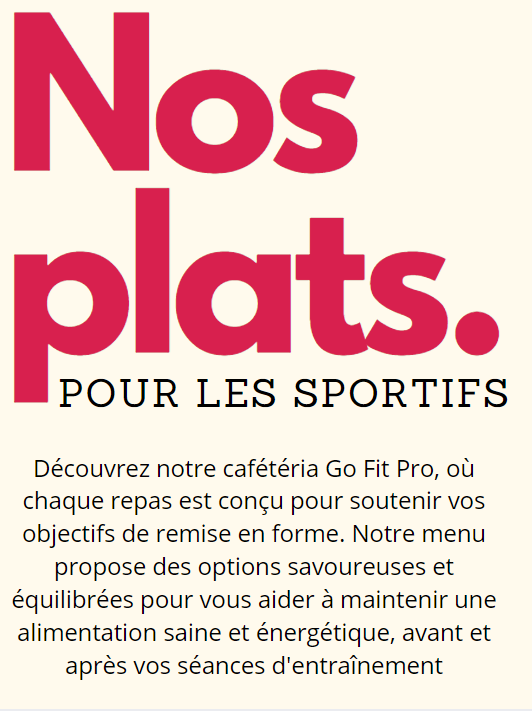 Nos
plats.
POUR LES SPORTIFS
Découvrez notre cafétéria Go Fit Pro, où
chaque repas est conçu pour soutenir vos
objectifs de remise en forme. Notre menu
propose des options savoureuses et
équilibrées pour vous aider à maintenir une
alimentation saine et énergétique, avant et
après vos séances d'entraînement